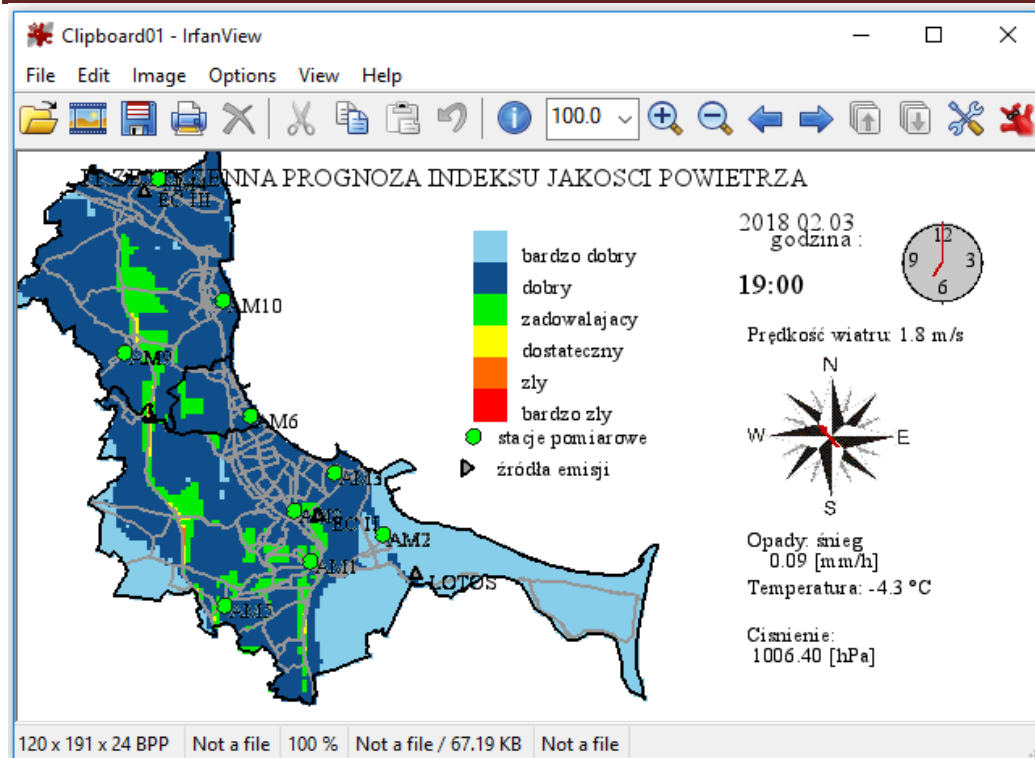 Clipboard01 - IrfanView
File Edit Image Options View Help
100.0
PROGNOZA INDEKSU JAKOSCI POWIETRZA
EC III
2018 02.03
godzina :
12
9 3
6
19:00
bardzo dobry
dobry
zadowalajacy
dostateczny
zly
bardzo zly
stacje pomiarowe
źródła emisji
AM10
AM9
AM6
AM3
EC II
AM2
AM1
LOTOS
AM5
Prędkość wiatru: 1.8 m/s
N
W E
S
Opady: śnieg
0.09 [mm/h]
Temperatura: -4.3 °C
Cisnienie:
1006.40 [hPa]
120 x 191 x 24 BPP Not a file 100 % Not a file / 67.19 KB Not a file